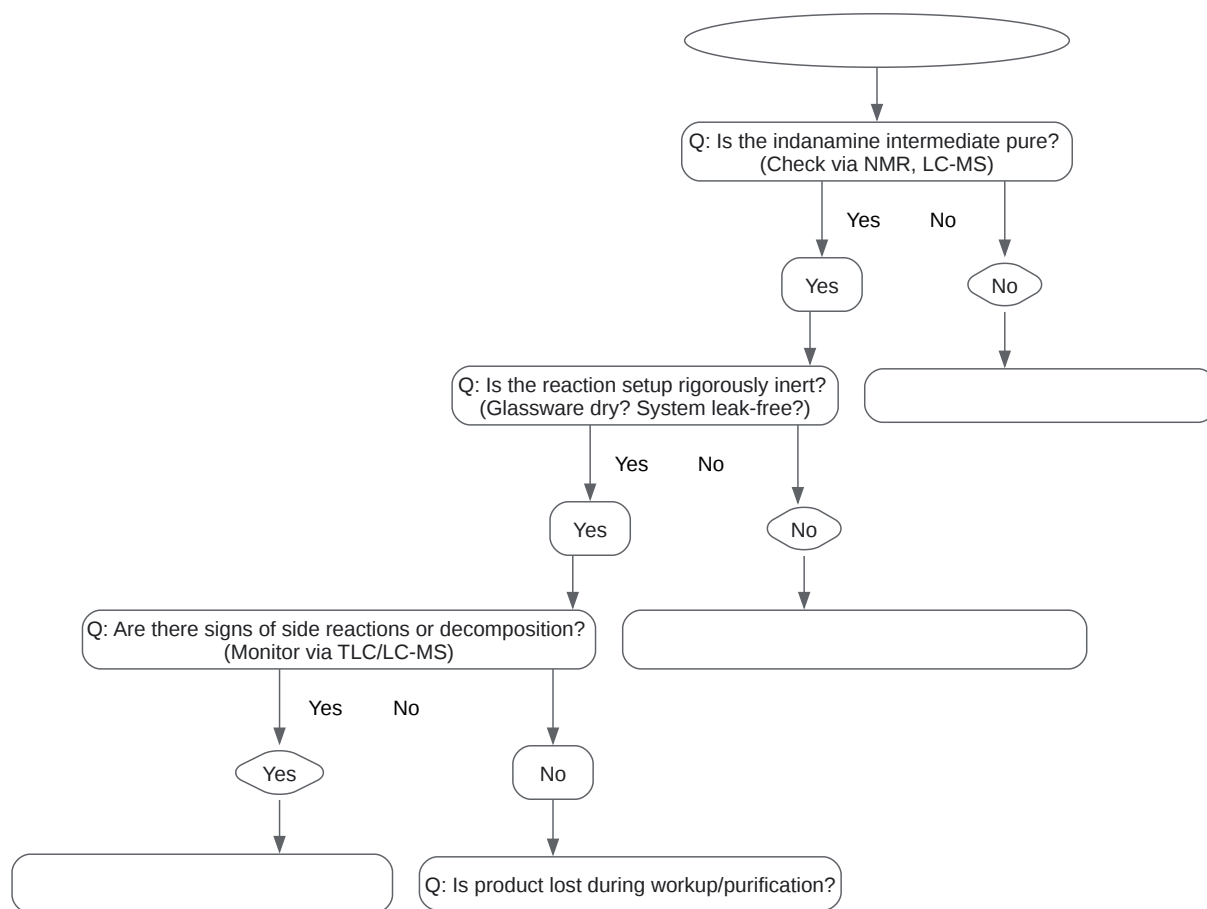 Q: Is the indanamine intermediate pure?
(Check via NMR, LC-MS)
Yes
No
Yes
No
Q: Is the reaction setup rigorously inert?
(Glassware dry? System leak-free?)
Yes
No
Yes
No
Q: Are there signs of side reactions or decomposition?
(Monitor via TLC/LC-MS)
Yes
No
Yes
No
Q: Is product lost during workup/purification?